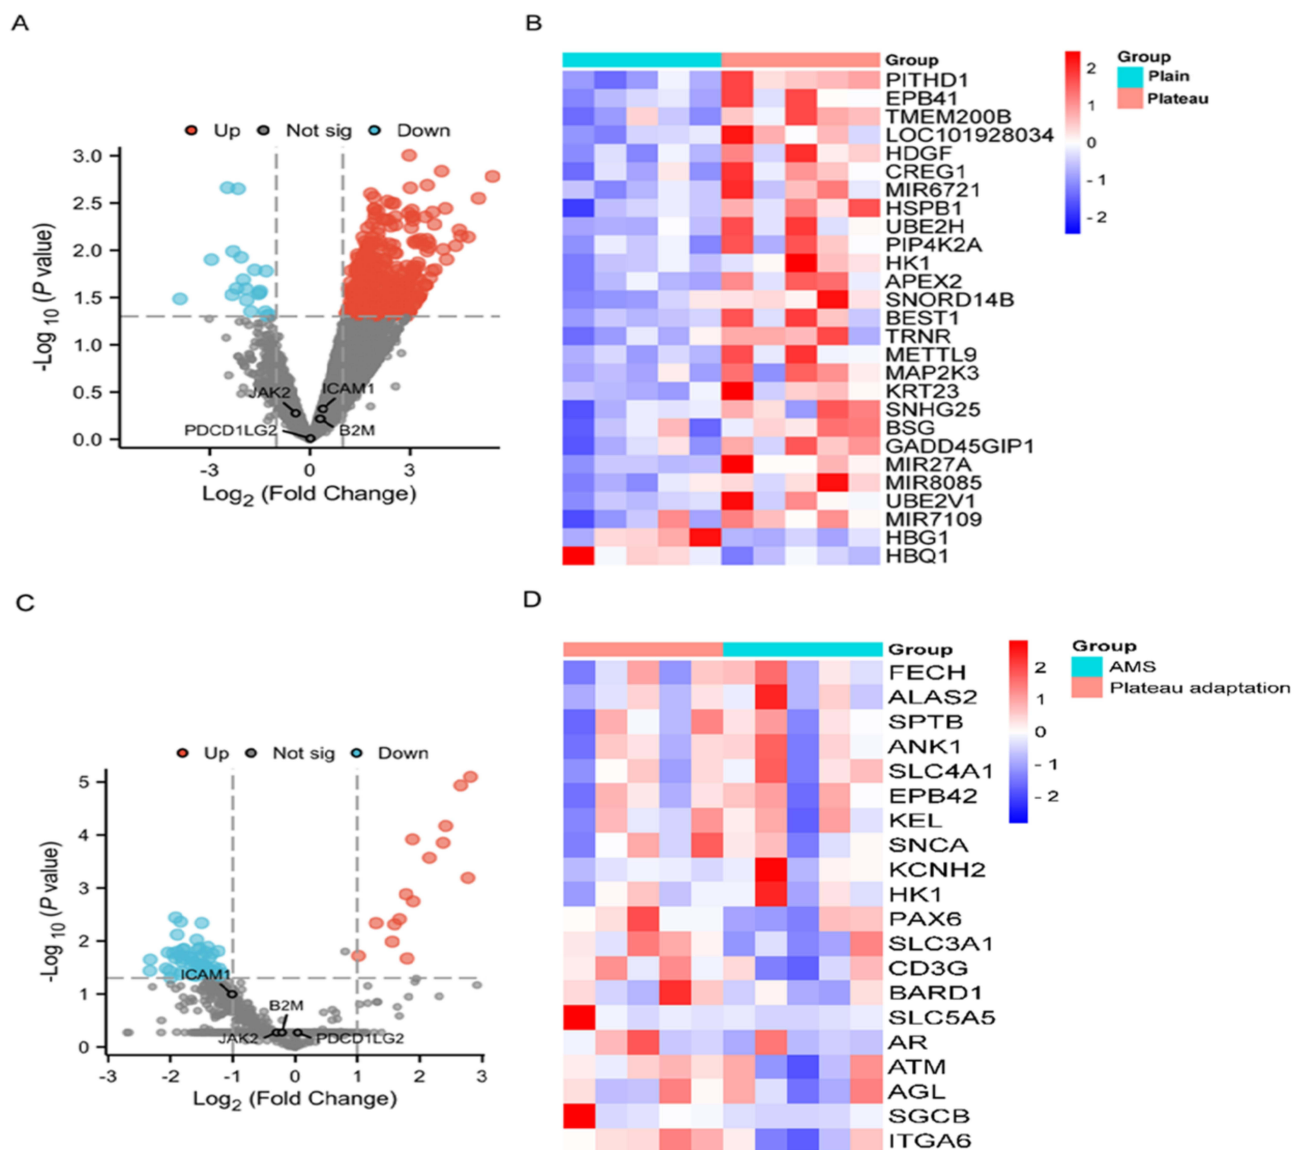 A
Up Not sig Down
3.0
2.5
2.0
1.5
1.0
0.5
0.0
-Log 10 (P value)
JAK2
ICAM1
PDCD1LG2
B2M
-3 0 3
Log2 (Fold Change)
B
Group
PITHD1
EPB41
TMEM200B
LOC101928034
HDGF
CREG1
MIR6721
HSPB1
UBE2H
PIP4K2A
HK1
APEX2
SNORD14B
BEST1
TRNR
METTL9
MAP2K3
KRT23
SNHG25
BSG
GADD45GIP1
MIR27A
MIR8085
UBE2V1
MIR7109
HBG1
HBQ1
2
1
0
- 1
- 2
Group
Plain
Plateau
C
Up Not sig Down
5
4
3
2
1
0
-Log 10 (P value)
ICAM1
B2M
JAK2
PDCD1LG2
-3 -2 -1 0 1 2 3
Log2 (Fold Change)
D
Group
FECH
ALAS2
SPTB
ANK1
SLC4A1
EPB42
KEL
SNCA
KCNH2
HK1
PAX6
SLC3A1
CD3G
BARD1
SLC5A5
AR
ATM
AGL
SGCB
ITGA6
2
1
0
- 1
- 2
Group
AMS
Plateau adaptation